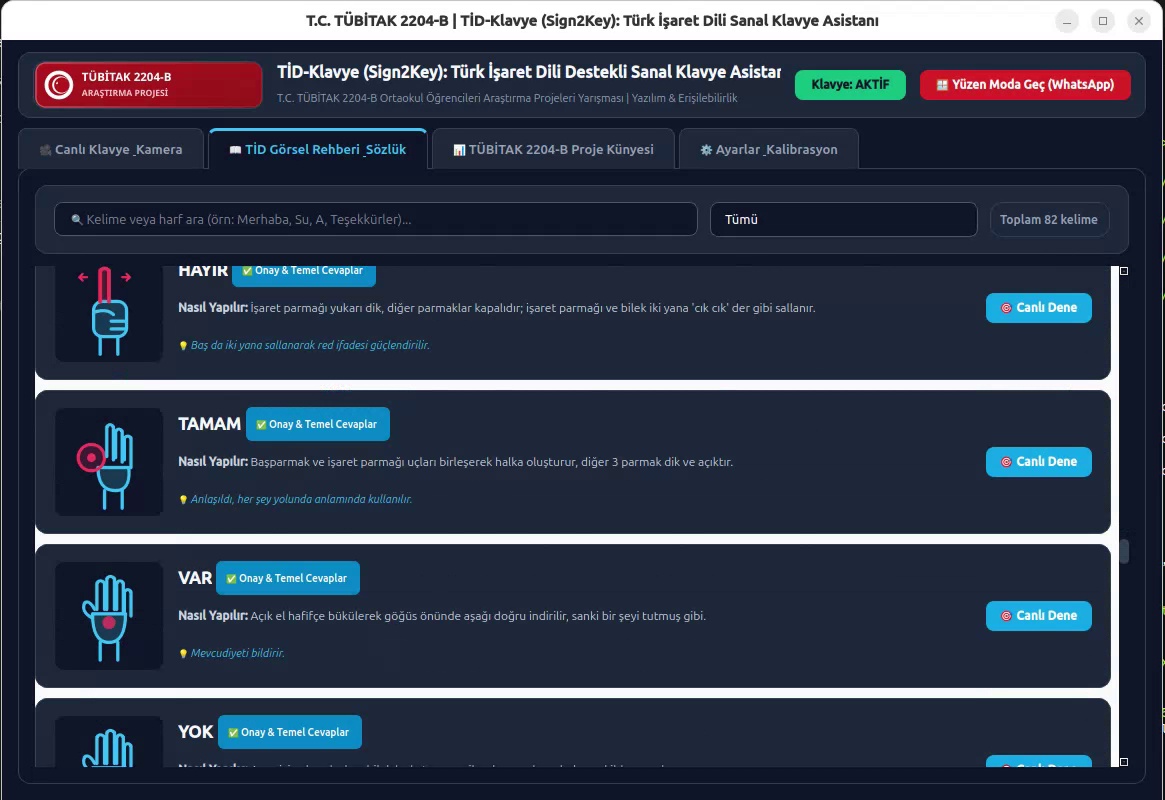 T.C. TÜBİTAK 2204-B | TİD-Klavye (Sign2Key): Türk İşaret Dili Sanal Klavye Asistanı
TÜBİTAK 2204-B
ARAŞTIRMA PROJESİ
TİD-Klavye (Sign2Key): Türk İşaret Dili Destekli Sanal Klavye Asistar
T.C. TÜBİTAK 2204-B Ortaokul Öğrencileri Araştırma Projeleri Yarışması | Yazılım & Erişilebilirlik
Klavye: AKTİF
Yüzen Moda Geç (WhatsApp)
Canlı Klavye _Kamera
TİD Görsel Rehberi _Sözlük
TÜBİTAK 2204-B Proje Künyesi
Ayarlar _Kalibrasyon
Kelime veya harf ara (örn: Merhaba, Su, A, Teşekkürler)...
Tümü
Toplam 82 kelime
HAYIR
Onay & Temel Cevaplar
Nasıl Yapılır: İşaret parmağı yukarı dik, diğer parmaklar kapalıdır; işaret parmağı ve bilek iki yana 'cık cık' der gibi sallanır.
Canlı Dene
Baş da iki yana sallanarak red ifadesi güçlendirilir.
TAMAM
Onay & Temel Cevaplar
Nasıl Yapılır: Başparmak ve işaret parmağı uçları birleşerek halka oluşturur, diğer 3 parmak dik ve açıktır.
Canlı Dene
Anlaşıldı, her şey yolunda anlamında kullanılır.
VAR
Onay & Temel Cevaplar
Nasıl Yapılır: Açık el hafifçe bükülerek göğüs önünde aşağı doğru indirilir, sanki bir şeyi tutmuş gibi.
Canlı Dene
Mevcudiyeti bildirir.
YOK
Onay & Temel Cevaplar